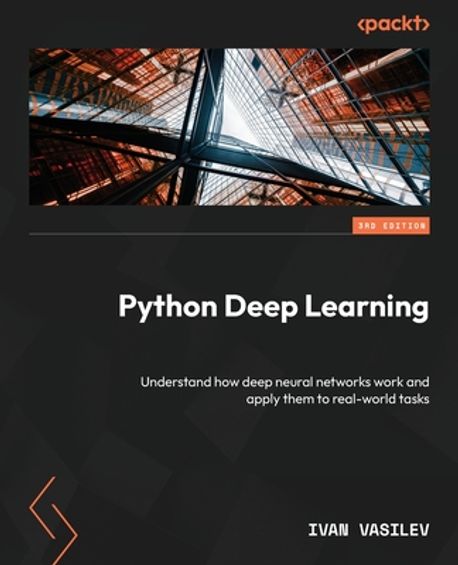 <packt>
3RD EDITION
Python Deep Learning
Understand how deep neural networks work and
apply them to real-world tasks
IVAN VASILEV